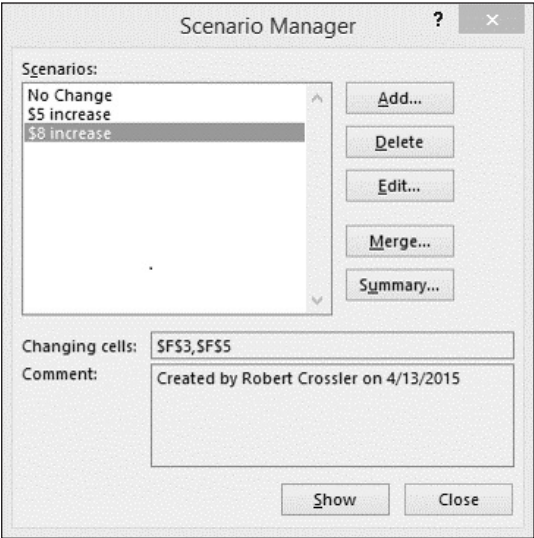 Scenario Manager
?
×
Scenarios:
No Change
$5 increase
$8 increase
Add...
Delete
Edit...
Merge...
Summary...
Changing cells: $F$3,$F$5
Comment: Created by Robert Crossler on 4/13/2015
Show Close